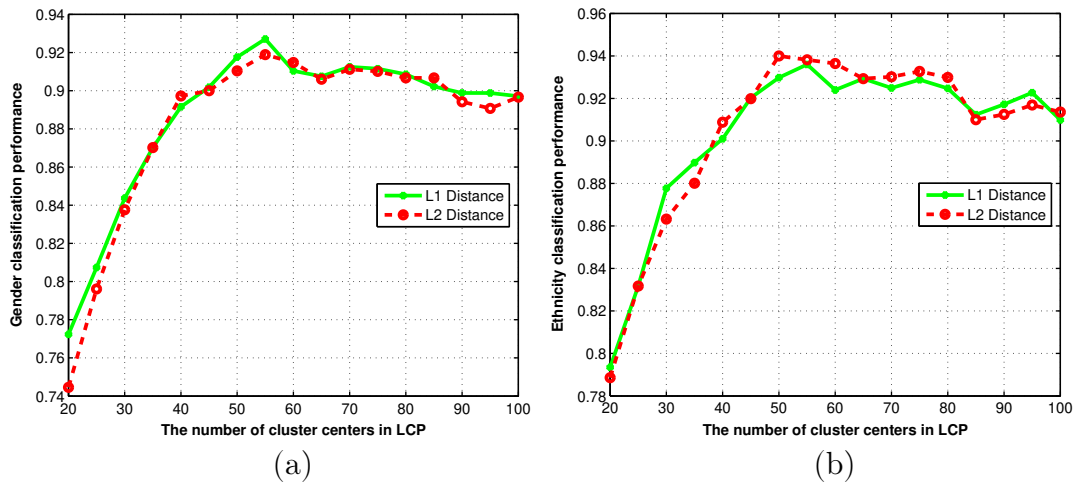 0.94
0.92
0.9
0.88
0.86
0.84
0.82
0.8
0.78
0.76
0.74
Gender classification performance
L1 Distance
L2 Distance
20 30 40 50 60 70 80 90 100
The number of cluster centers in LCP
(a)
0.96
0.94
0.92
0.9
0.88
0.86
0.84
0.82
0.8
0.78
Ethnicity classification performance
L1 Distance
L2 Distance
20 30 40 50 60 70 80 90 100
The number of cluster centers in LCP
(b)